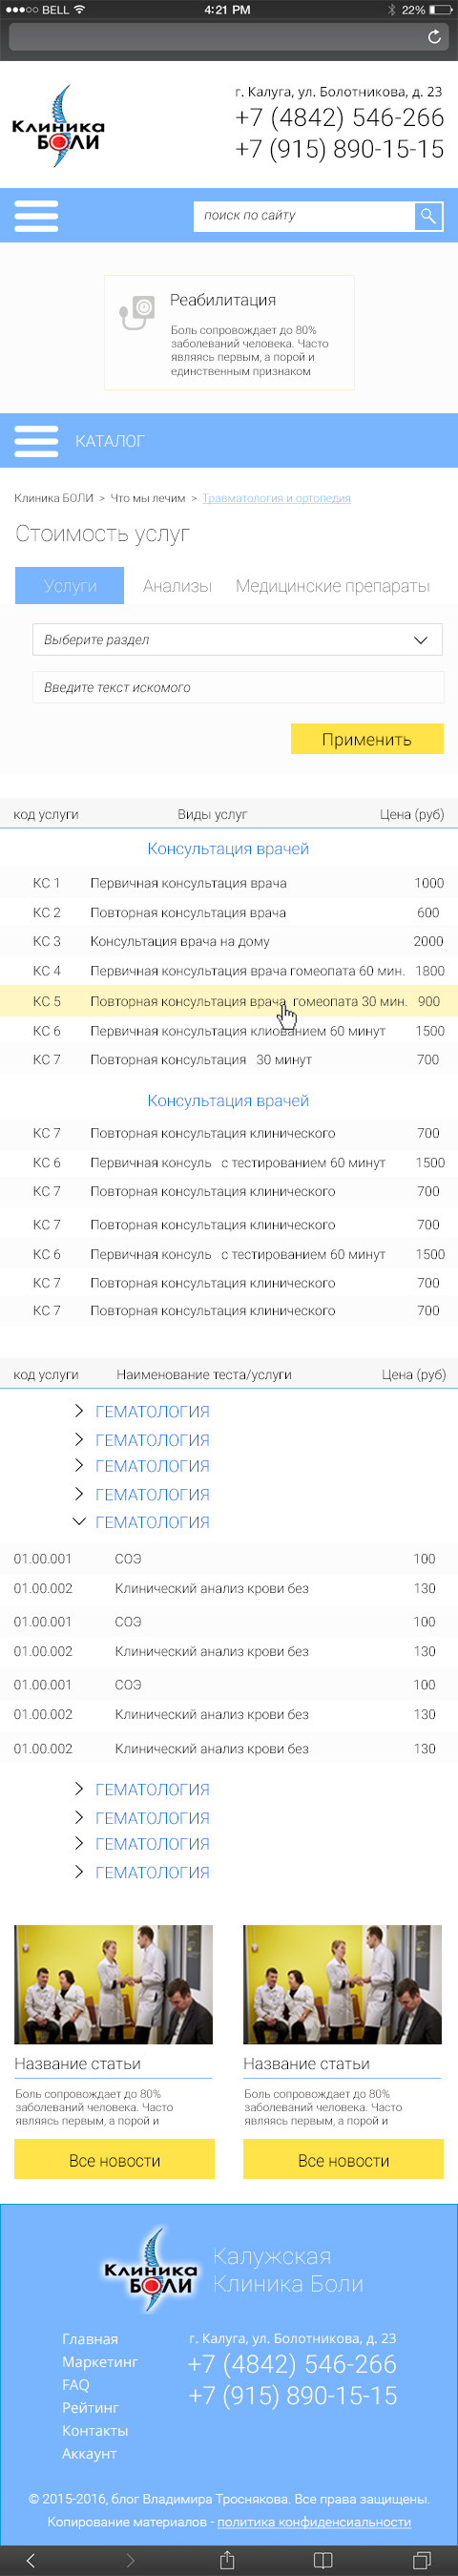 BELL 4:21 PM 22%
Клиника
БОЛИ
г. Калуга, ул. Болотникова, д. 23
+7 (4842) 546-266
+7 (915) 890-15-15
поиск по сайту
Реабилитация
Боль сопровождает до 80%
заболеваний человека. Часто
являясь первым, а порой и
единственным признаком
КАТАЛОГ
Клиника БОЛИ > Что мы лечим > Травматология и ортопедия
Стоимость услуг
Услуги Анализы Медицинские препараты
Выберите раздел
Введите текст искомого
Применить
код услуги Виды услуг Цена (руб)
Консультация врачей
КС 1 Первичная консультация врача 1000
КС 2 Повторная консультация врача 600
КС 3 Консультация врача на дому 2000
КС 4 Первичная консультация врача гомеопата 60 мин. 1800
КС 5 Повторная консультация врача гомеопата 30 мин. 900
КС 6 Первичная консультация клиованием 60 минут 1500
КС 7 Повторная консультация 30 минут 700
Консультация врачей
КС 7 Повторная консультация клинического 700
КС 6 Первичная консуль с тестированием 60 минут 1500
КС 7 Повторная консультация клинического 700
КС 7 Повторная консультация клинического 700
КС 6 Первичная консуль с тестированием 60 минут 1500
КС 7 Повторная консультация клинического 700
КС 7 Повторная консультация клинического 700
код услуги Наименование теста/услуги Цена (руб)
ГЕМАТОЛОГИЯ
ГЕМАТОЛОГИЯ
ГЕМАТОЛОГИЯ
ГЕМАТОЛОГИЯ
ГЕМАТОЛОГИЯ
01.00.001 СОЭ 100
01.00.002 Клинический анализ крови без 130
01.00.001 СОЭ 100
01.00.002 Клинический анализ крови без 130
01.00.001 СОЭ 100
01.00.002 Клинический анализ крови без 130
01.00.002 Клинический анализ крови без 130
ГЕМАТОЛОГИЯ
ГЕМАТОЛОГИЯ
ГЕМАТОЛОГИЯ
ГЕМАТОЛОГИЯ
Название статьи
Боль сопровождает до 80%
заболеваний человека. Часто
являясь первым, а порой и
Все новости
Название статьи
Боль сопровождает до 80%
заболеваний человека. Часто
являясь первым, а порой и
Все новости
Клиника
БОЛИ
Калужская
Клиника Боли
Главная
Маркетинг
FAQ
Рейтинг
Контакты
Аккаунт
г. Калуга, ул. Болотникова, д. 23
+7 (4842) 546-266
+7 (915) 890-15-15
© 2015-2016, блог Владимира Троснякова. Все права защищены.
Копирование материалов - политика конфиденсиальности